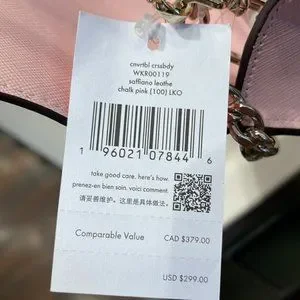 cnvrtbl crssbdy
WKR00119
saffiano leathe
chalk pink (100) LKO
1 96021 07844 6
take good care. here's how.
prenez-en bien soin. voici comment
请妥善维护。这里是具体做法。
Comparable Value CAD $379.00
USD $299.00